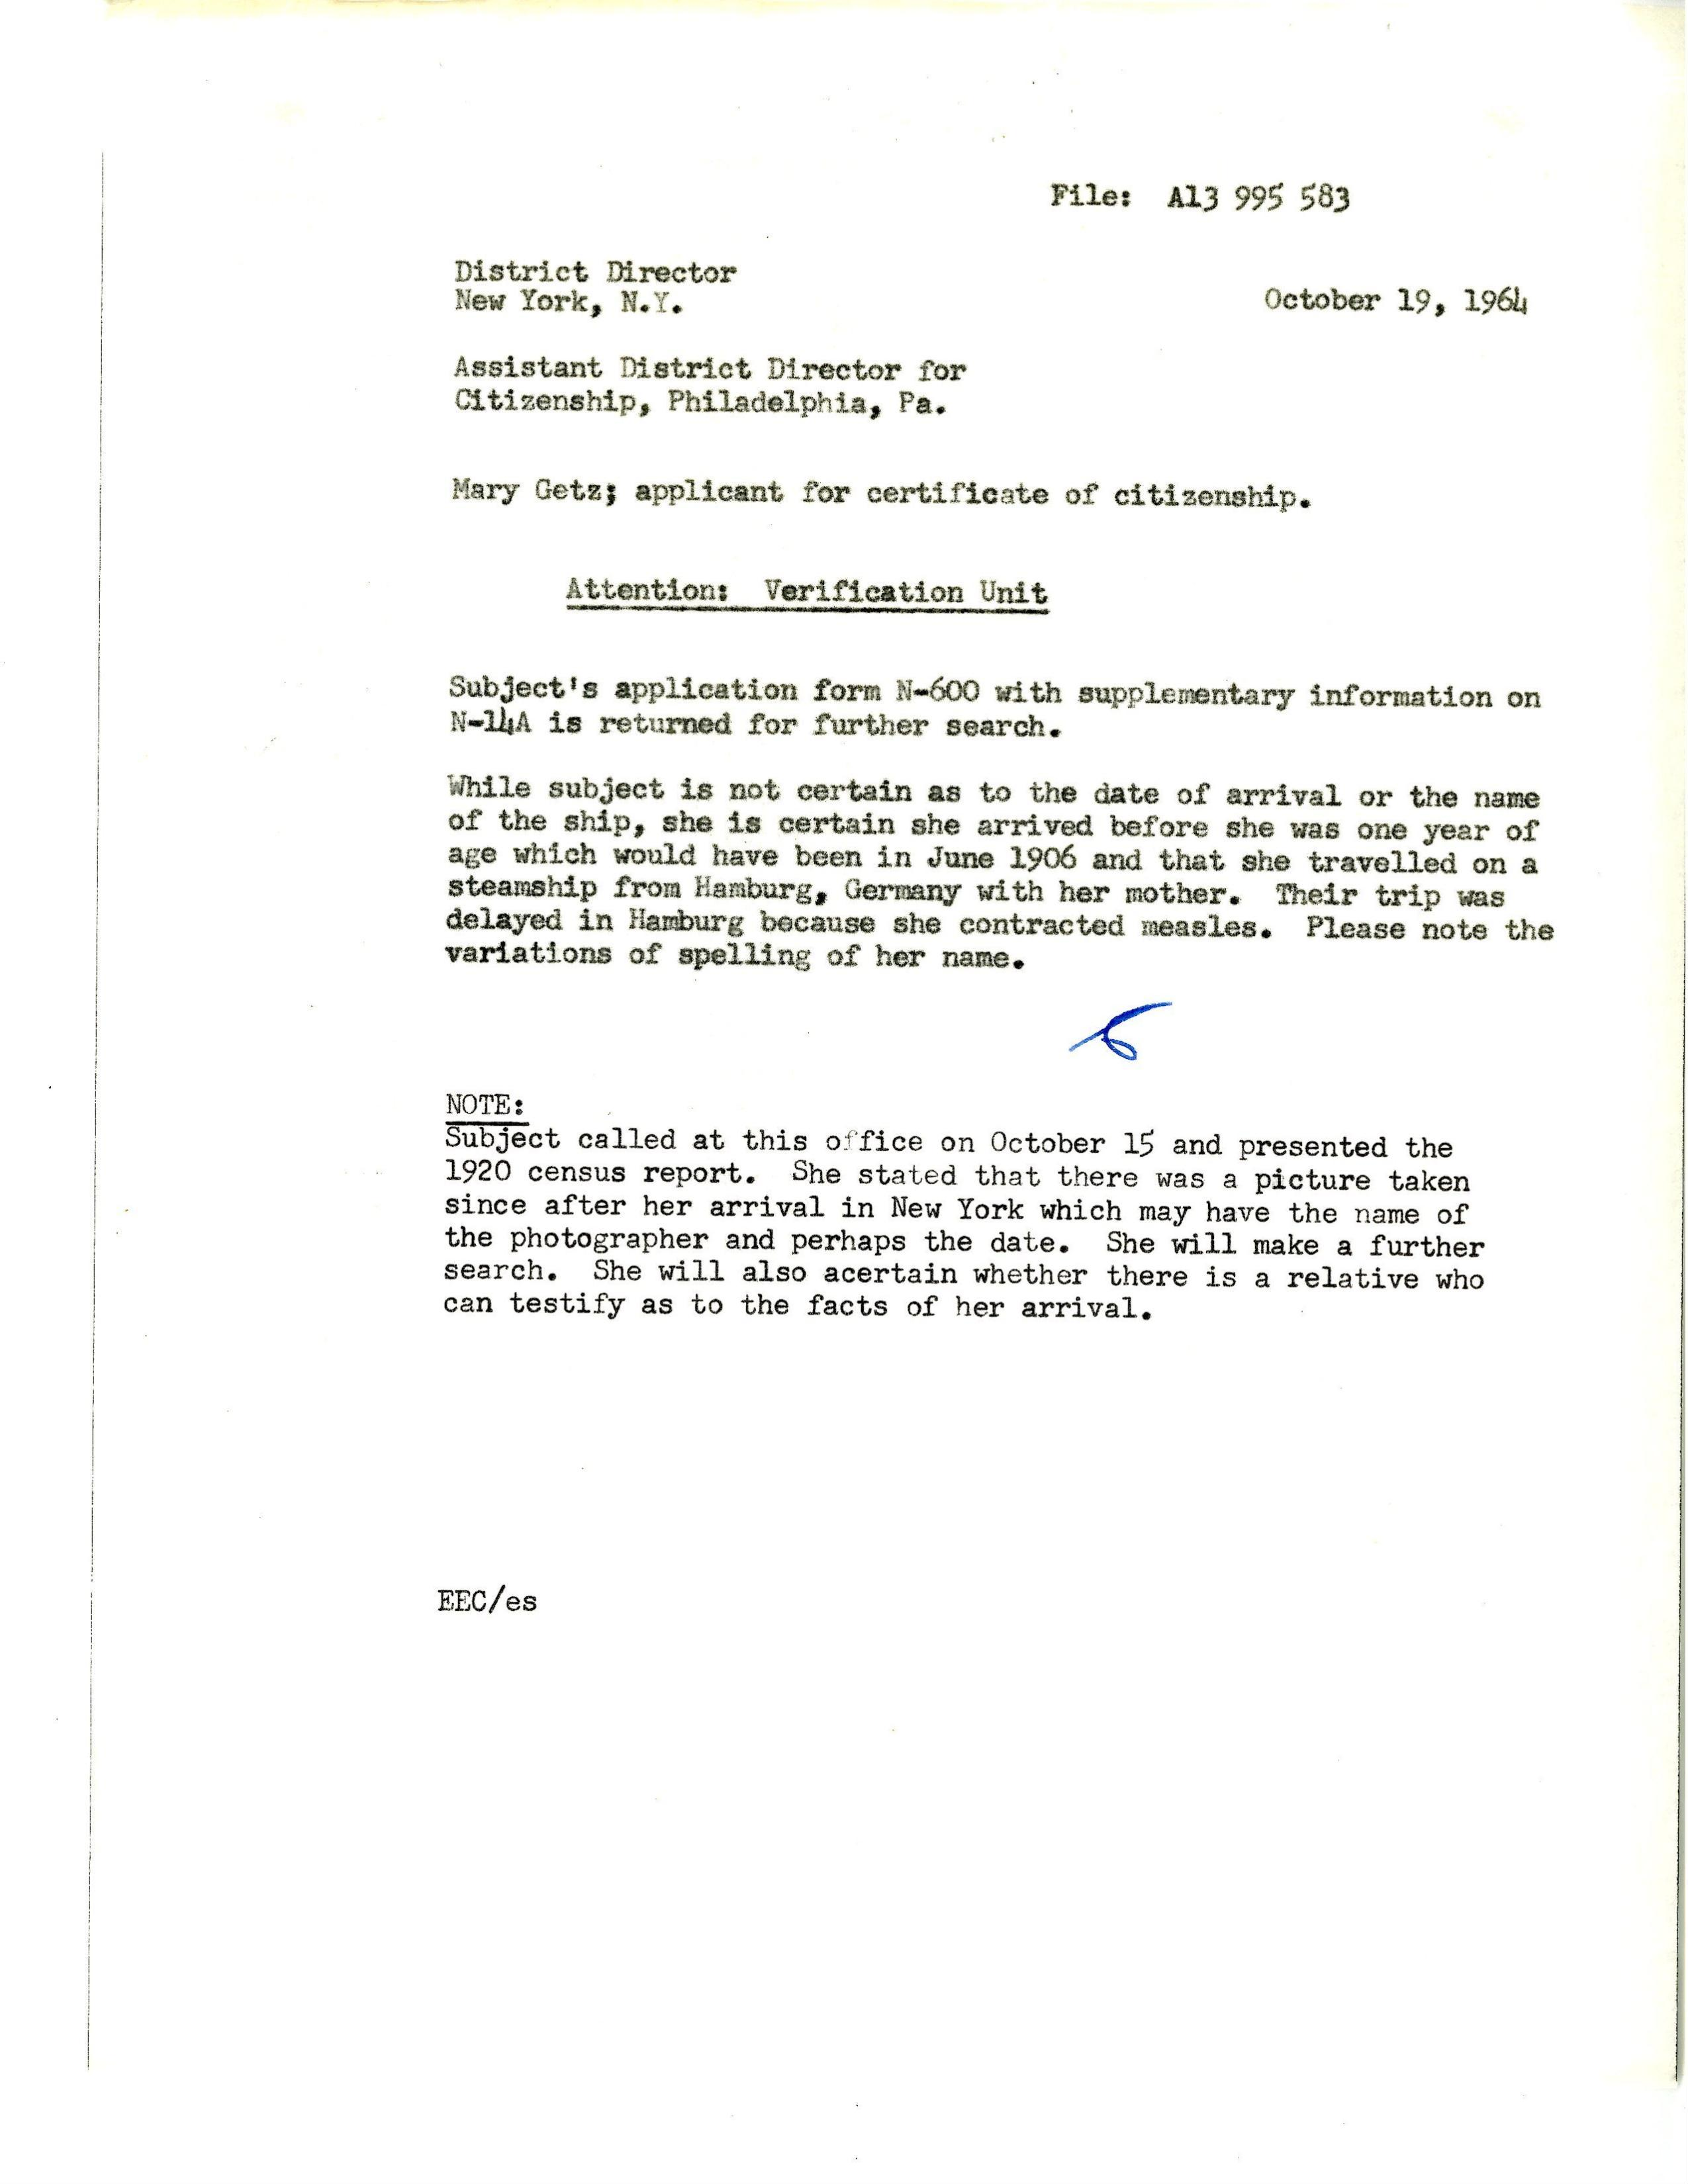 File: A13 995 583
District Director
New York, N.Y.
October 19, 1964
Assistant District Director for
Citizenship, Philadelphia, Pa.
Mary Getz; applicant for certificate of citizenship.
Attention: Verification Unit
Subject's application form N-600 with supplementary information on
N-14A is returned for further search.
While subject is not certain as to the date of arrival or the name
of the ship, she is certain she arrived before she was one year of
age which would have been in June 1906 and that she travelled on a
steamship from Hamburg, Germany with her mother. Their trip was
delayed in Hamburg because she contracted measles. Please note the
variations of spelling of her name.
NOTE:
Subject called at this office on October 15 and presented the
1920 census report. She stated that there was a picture taken
since after her arrival in New York which may have the name of
the photographer and perhaps the date. She will make a further
search. She will also acertain whether there is a relative who
can testify as to the facts of her arrival.
EEC/es